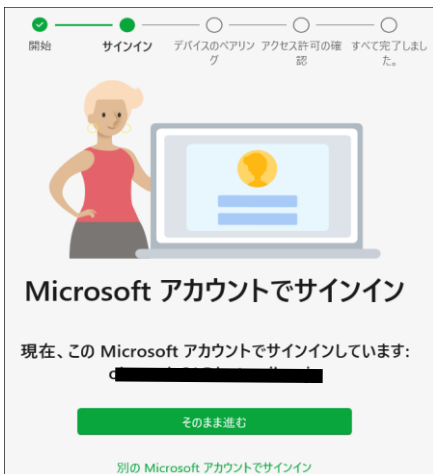 開始
サインイン
デバイスのペアリン
グ
アクセス許可の確
認
すべて完了しまし
た。
Microsoft アカウントでサインイン
現在、この Microsoft アカウントでサインインしています:
そのまま進む
別の Microsoft アカウントでサインイン